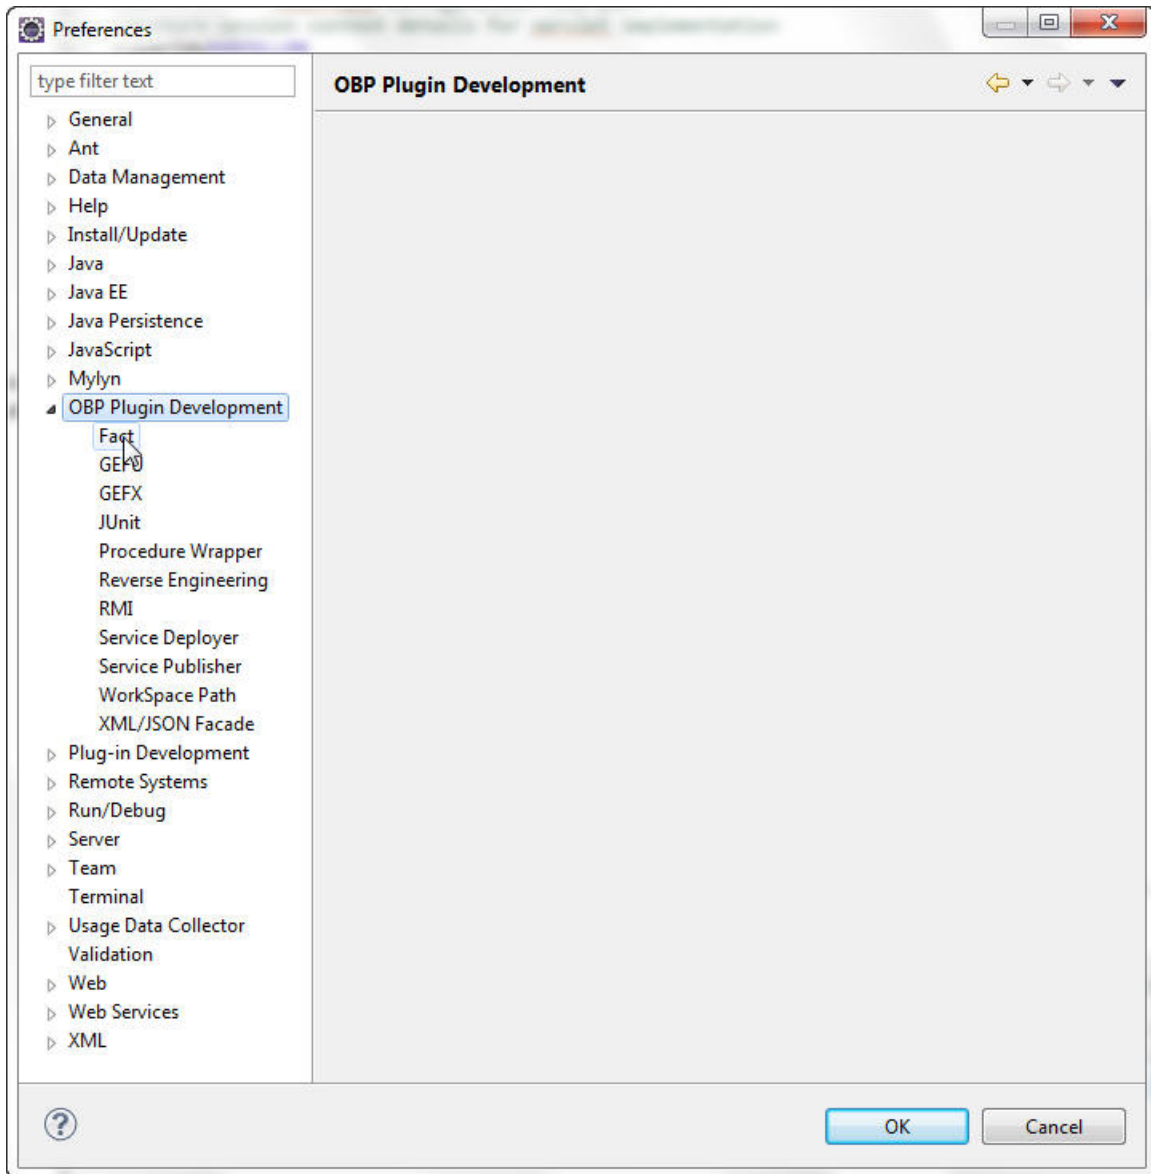 Preferences
type filter text
OBP Plugin Development
General
Ant
Data Management
Help
Install/Update
Java
Java EE
Java Persistence
JavaScript
Mylyn
OBP Plugin Development
Fact
GEFU
GEFX
JUnit
Procedure Wrapper
Reverse Engineering
RMI
Service Deployer
Service Publisher
WorkSpace Path
XML/JSON Facade
Plug-in Development
Remote Systems
Run/Debug
Server
Team
Terminal
Usage Data Collector
Validation
Web
Web Services
XML
OK
Cancel